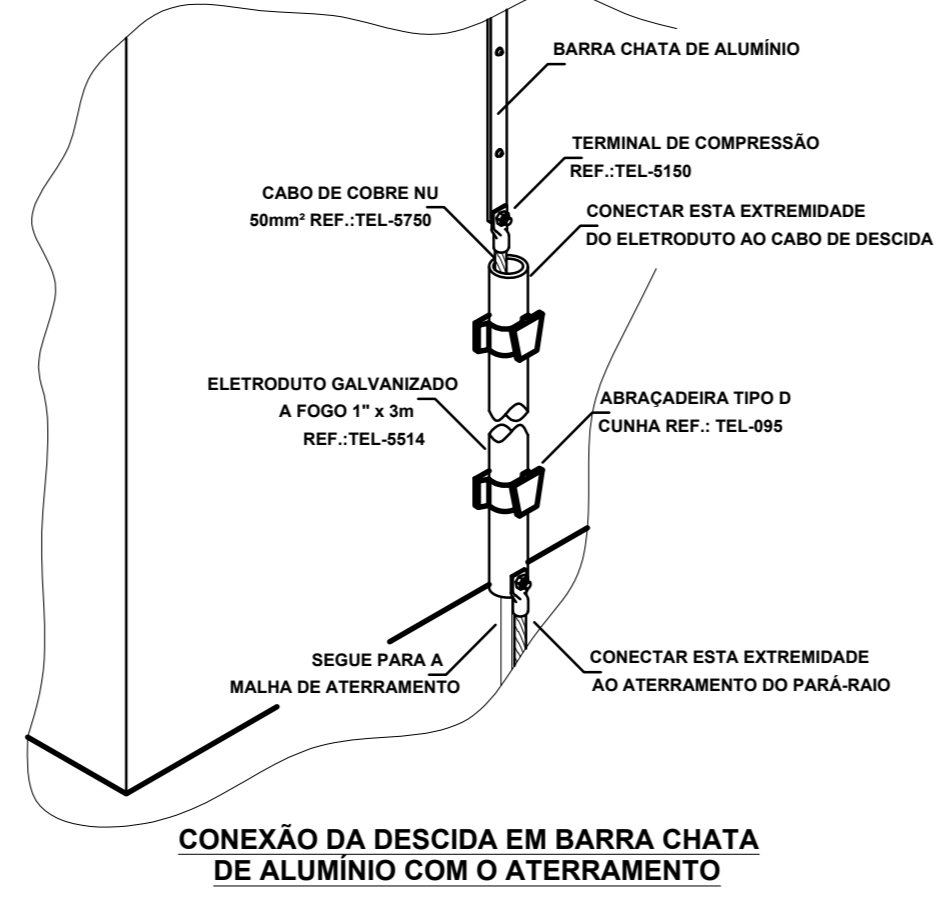 BARRA CHATA DE ALUMÍNIO
TERMINAL DE COMPRESSÃO
REF.:TEL-5150
CABO DE COBRE NU
50mm² REF.:TEL-5750
CONECTAR ESTA EXTREMIDADE
DO ELETRODUTO AO CABO DE DESCIDA
ELETRODUTO GALVANIZADO
A FOGO 1" x 3m
REF.:TEL-5514
ABRAÇADEIRA TIPO D
CUNHA REF.: TEL-095
SEGUE PARA A
MALHA DE ATERRAMENTO
CONECTAR ESTA EXTREMIDADE
AO ATERRAMENTO DO PARÁ-RAIO
CONEXÃO DA DESCIDA EM BARRA CHATA
DE ALUMÍNIO COM O ATERRAMENTO